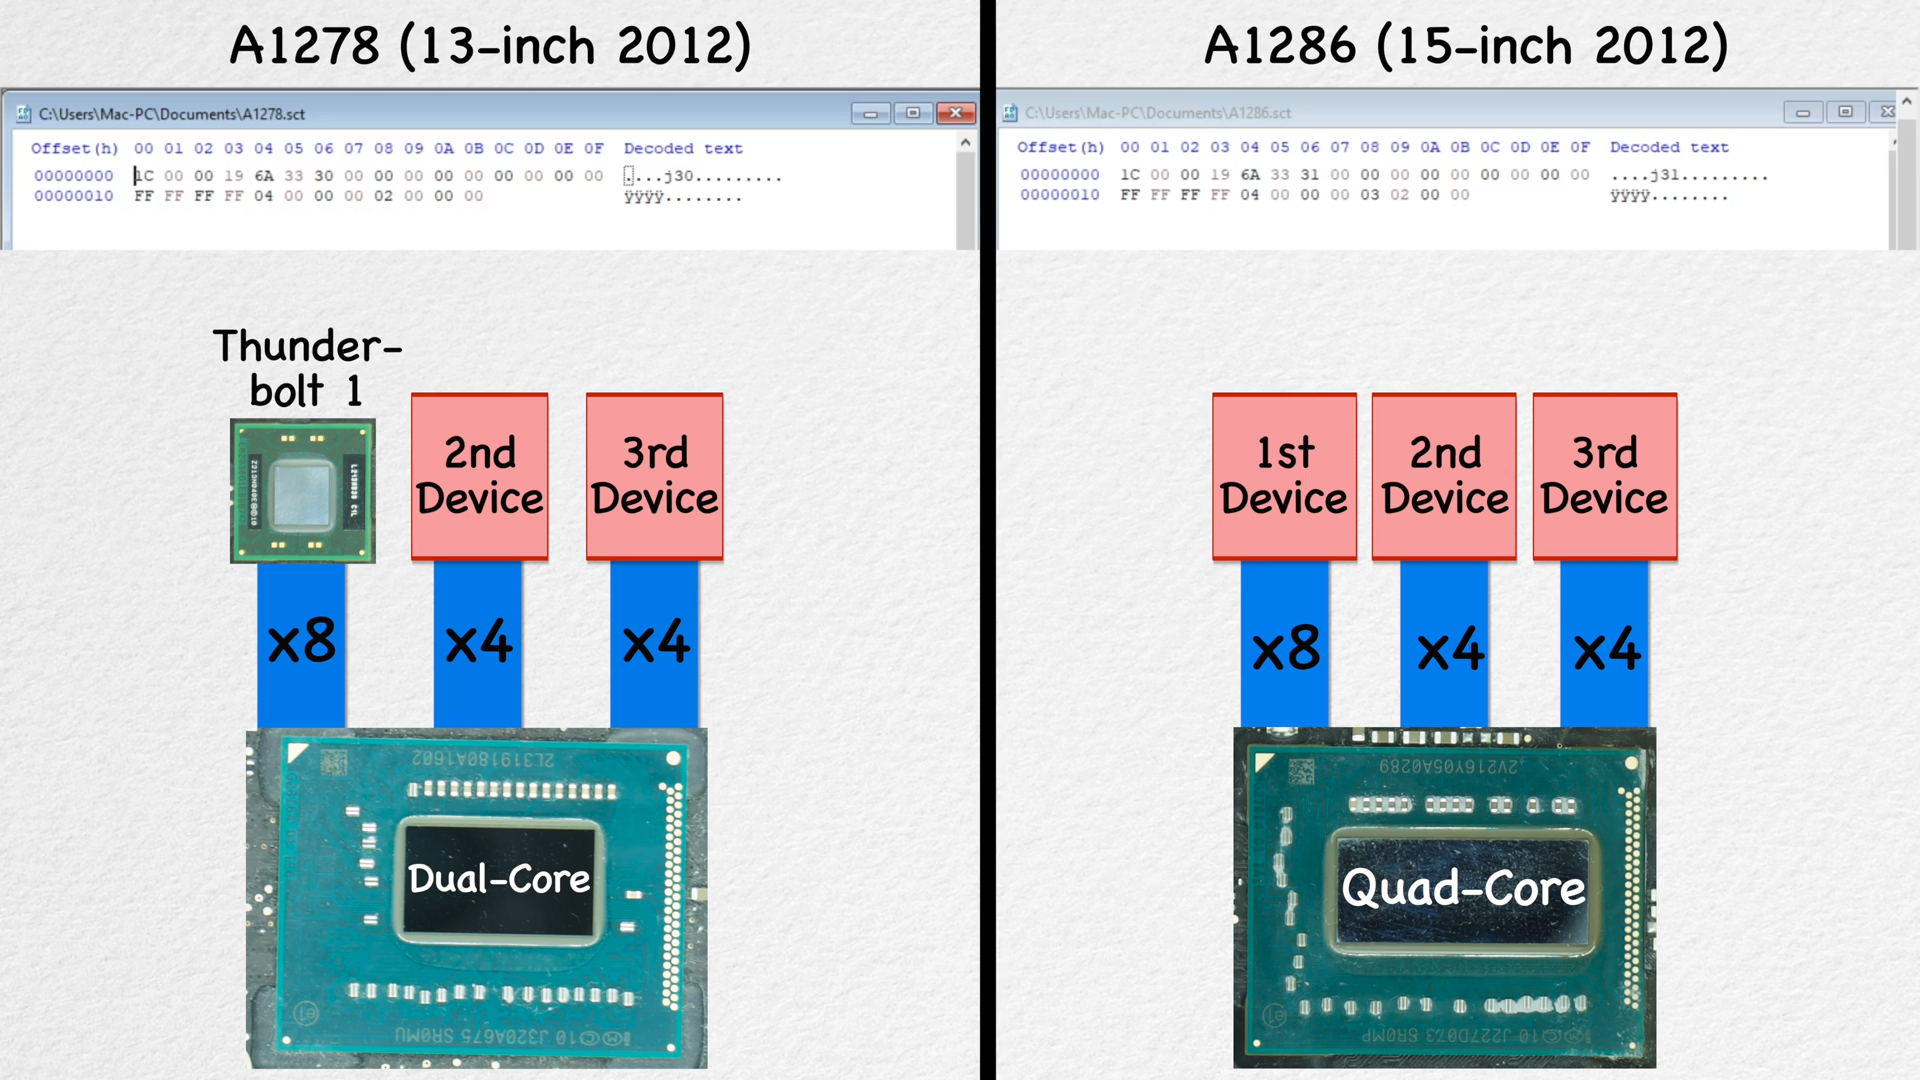 A1278 (13-inch 2012)
C:\Users\Mac-PC\Documents\A1278.sct
Offset(h) 00 01 02 03 04 05 06 07 08 09 0A 0B 0C 0D 0E 0F Decoded text
00000000 1C 00 00 19 6A 33 30 00 00 00 00 00 00 00 00 00 ....j30.........
00000010 FF FF FF FF 04 00 00 00 02 00 00 00 ÿÿÿÿ........
Thunder-
bolt 1
2nd
Device
3rd
Device
x8
x4
x4
2L319180A1602
Dual-Core
J320A675 SR0MU
A1286 (15-inch 2012)
C:\Users\Mac-PC\Documents\A1286.sct
Offset(h) 00 01 02 03 04 05 06 07 08 09 0A 0B 0C 0D 0E 0F Decoded text
00000000 1C 00 00 19 6A 33 31 00 00 00 00 00 00 00 00 00 ....j31.........
00000010 FF FF FF FF 04 00 00 00 03 02 00 00 ÿÿÿÿ........
1st
Device
2nd
Device
3rd
Device
x8
x4
x4
2V216Y05A0289
Quad-Core
J227D073 SR0MP